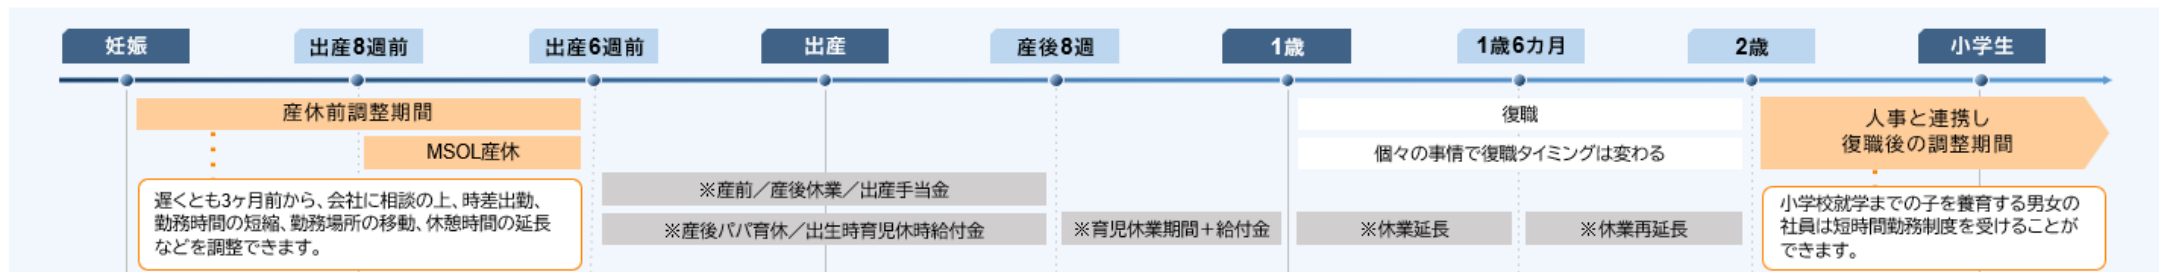 妊娠
出産8週前
出産6週前
出産
産後8週
1歳
1歳6カ月
2歳
小学生
産休前調整期間
MSOL産休
遅くとも3ヶ月前から、会社に相談の上、時差出勤、
勤務時間の短縮、勤務場所の移動、休憩時間の延長
などを調整できます。
※産前／産後休業／出産手当金
※産後パパ育休／出生時育児休時給付金
※育児休業期間＋給付金
復職
個々の事情で復職タイミングは変わる
※休業延長
※休業再延長
人事と連携し
復職後の調整期間
小学校就学までの子を養育する男女の
社員は短時間勤務制度を受けることが
できます。